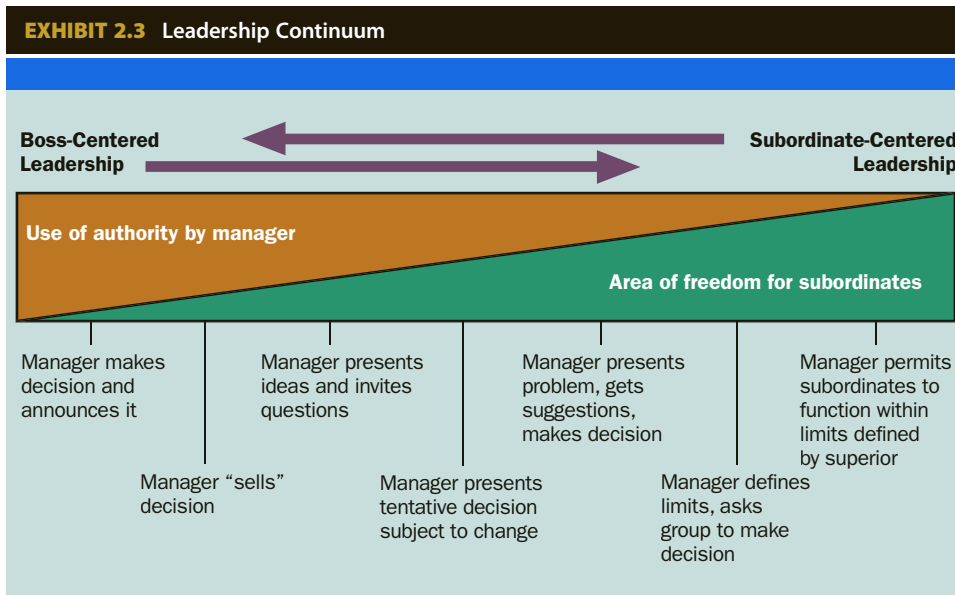 EXHIBIT 2.3 Leadership Continuum
Boss-Centered
Leadership
Subordinate-Centered
Leadership
Use of authority by manager
Area of freedom for subordinates
Manager makes
decision and
announces it
Manager “sells”
decision
Manager presents
ideas and invites
questions
Manager presents
tentative decision
subject to change
Manager presents
problem, gets
suggestions,
makes decision
Manager defines
limits, asks
group to make
decision
Manager permits
subordinates to
function within
limits defined
by superior